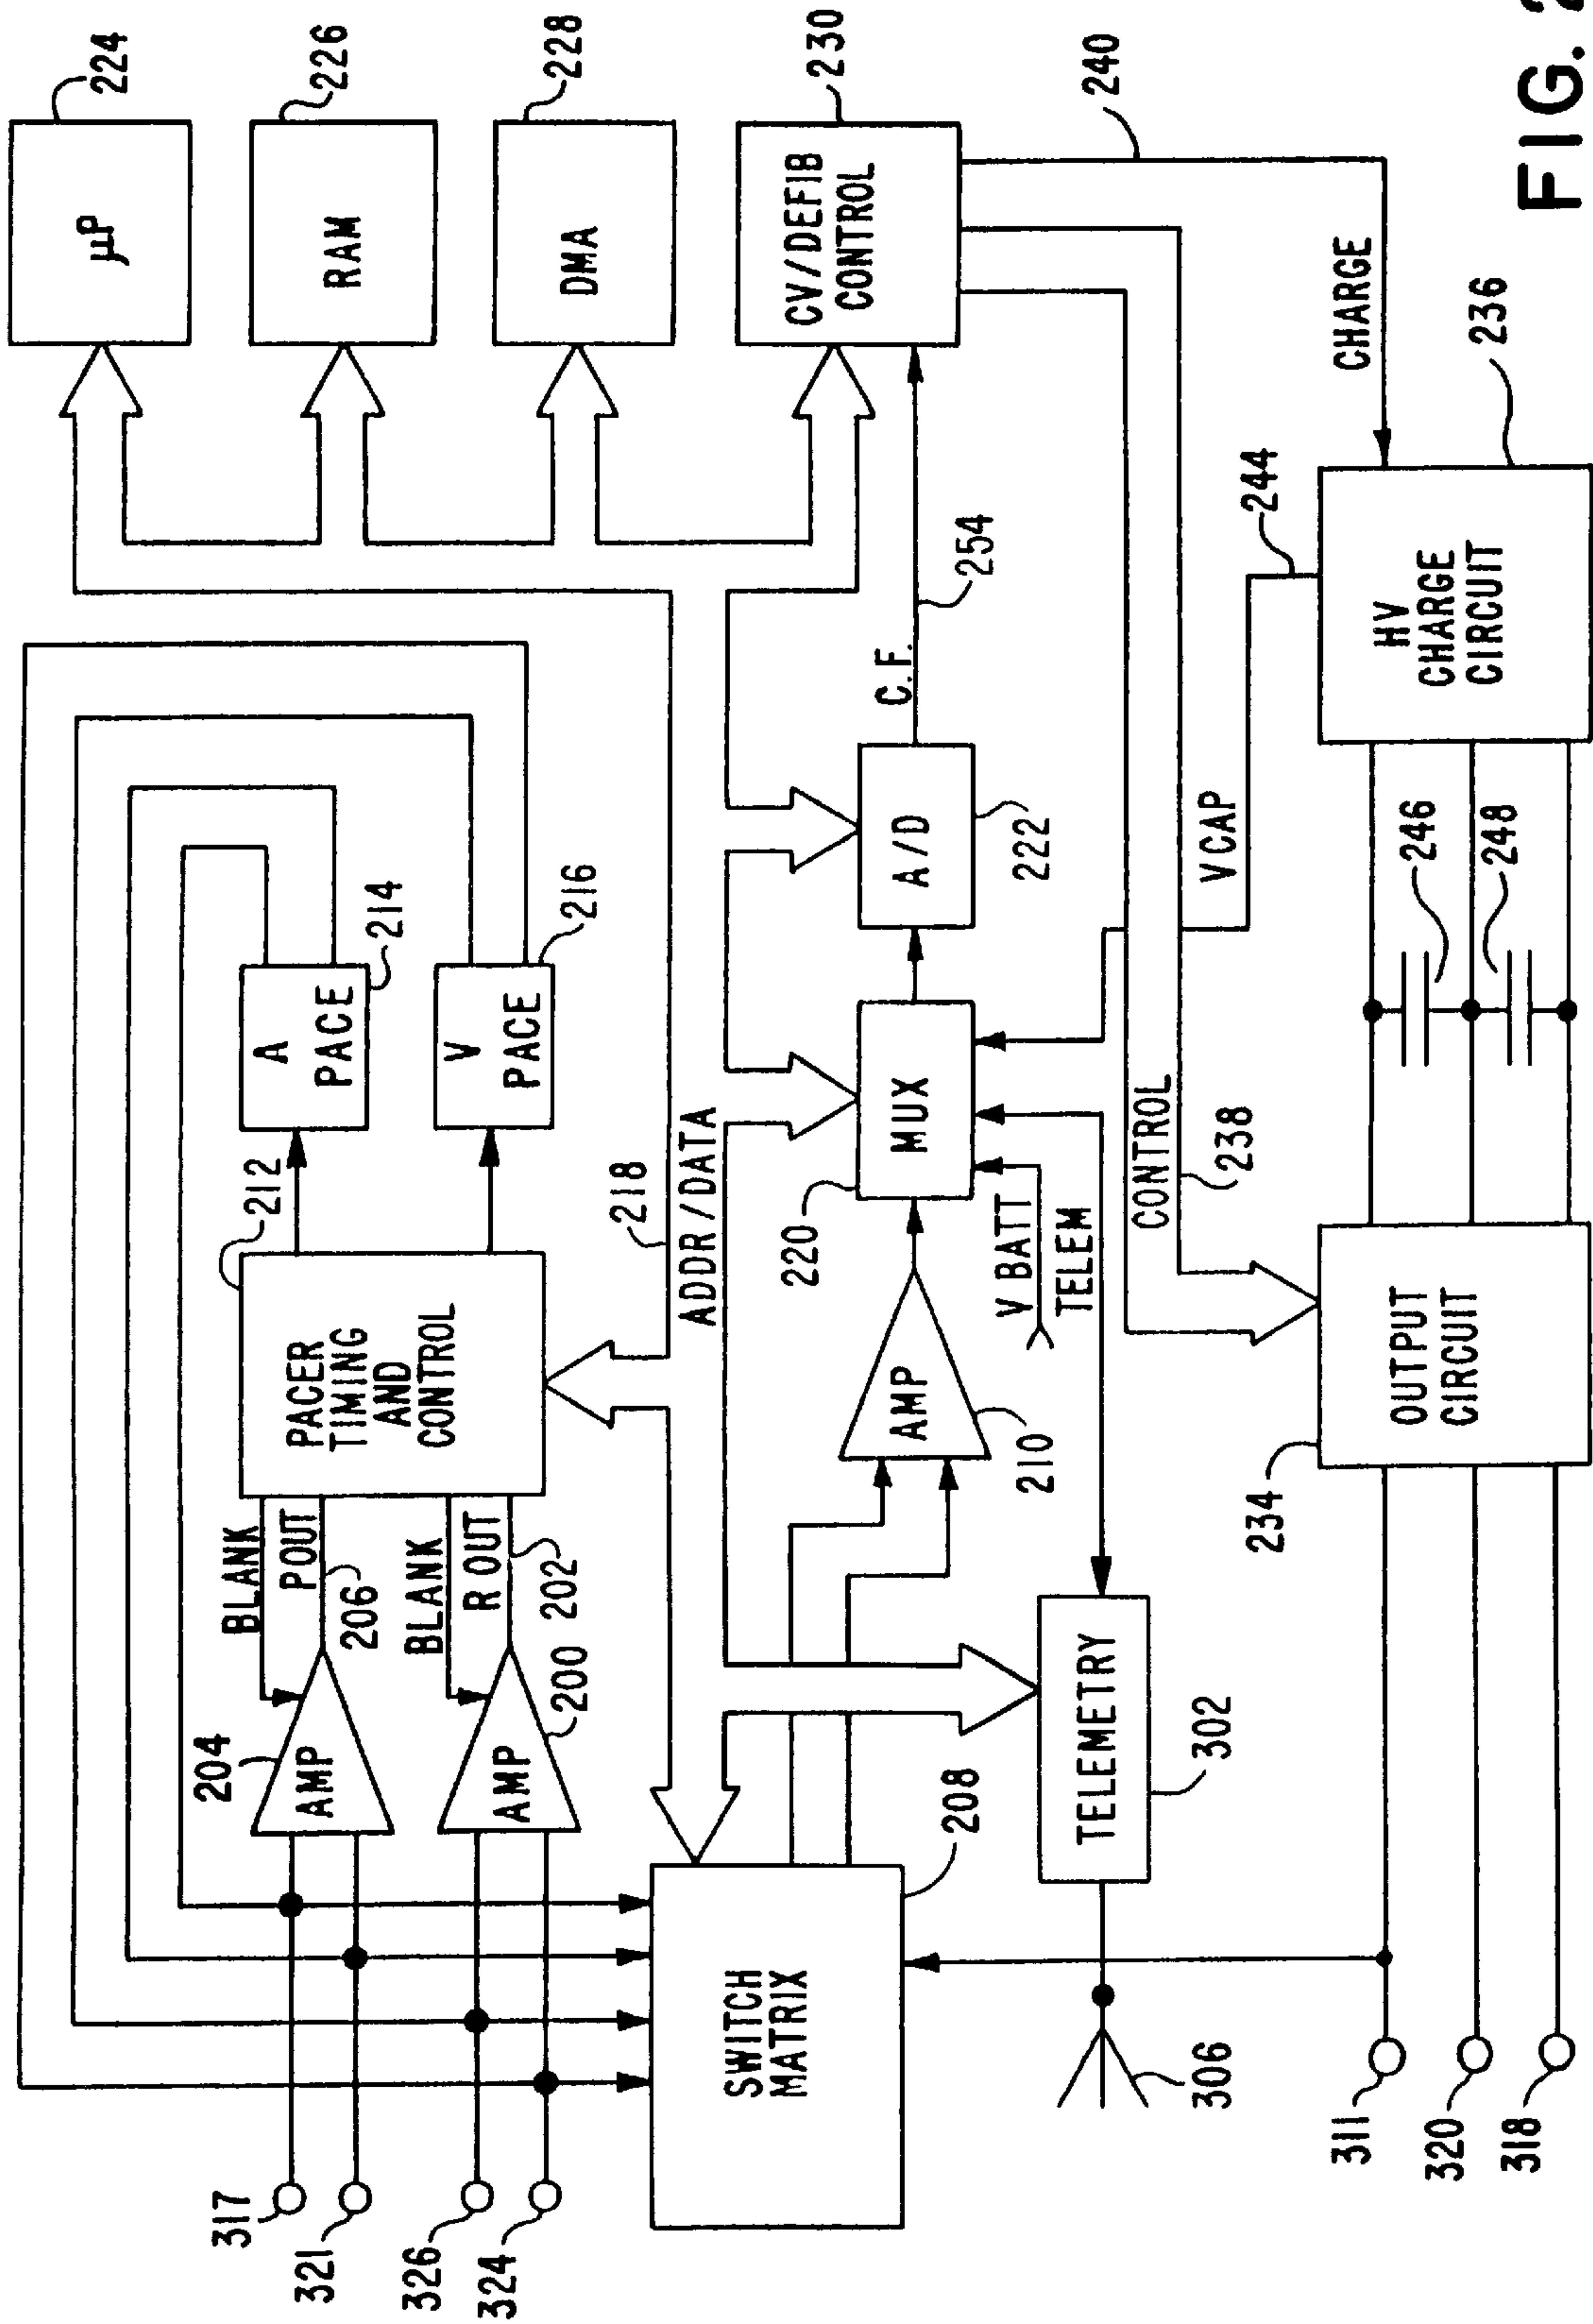 224
µP
226
RAM
228
DMA
230
CV/DEFIB
CONTROL
240
CHARGE
236
HV
CHARGE
CIRCUIT
244
VCAP
254
C.F.
A/D
222
246
248
A
PACE
214
V
PACE
216
212
PACER
TIMING
AND
CONTROL
218
ADDR/DATA
MUX
220
V BATT
TELEM
CONTROL
238
AMP
210
OUTPUT
CIRCUIT
234
BLANK
POUT
206
BLANK
R OUT
202
204
AMP
AMP
200
SWITCH
MATRIX
208
TELEMETRY
302
306
317
321
326
324
311
320
318
FIG. 2